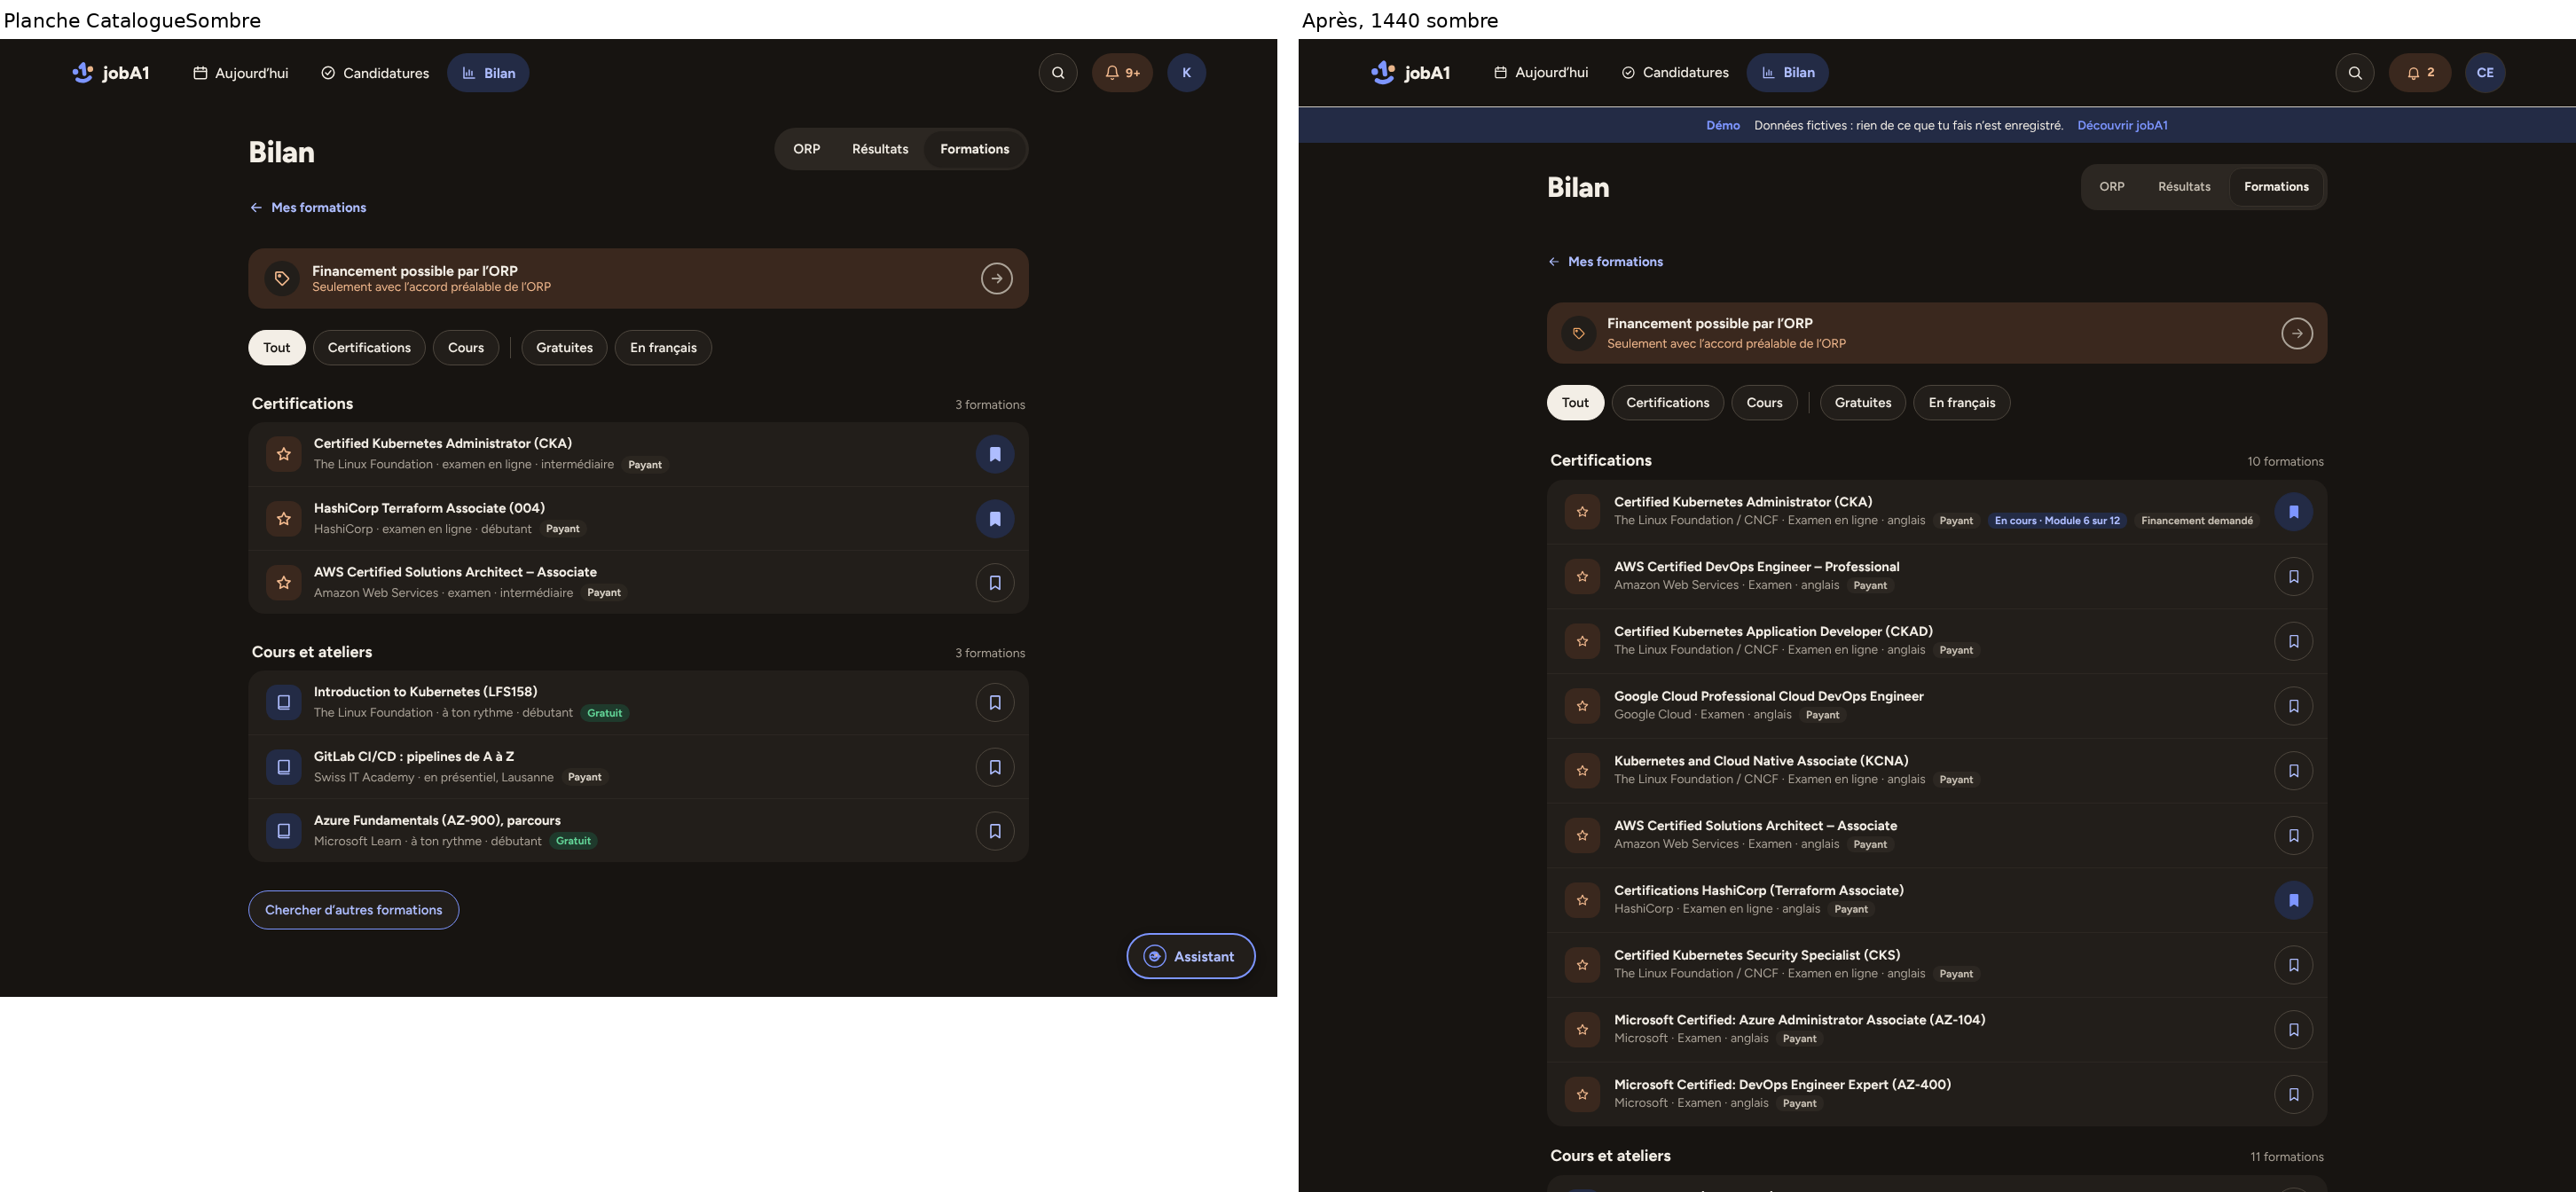 Planche CatalogueSombre
jobA1 Aujourd’hui Candidatures Bilan 9+ K
Bilan ORP Résultats Formations
Mes formations
Financement possible par l’ORP
Seulement avec l’accord préalable de l’ORP
Tout Certifications Cours Gratuites En français
Certifications 3 formations
Certified Kubernetes Administrator (CKA)
The Linux Foundation · examen en ligne · intermédiaire Payant
HashiCorp Terraform Associate (004)
HashiCorp · examen en ligne · débutant Payant
AWS Certified Solutions Architect – Associate
Amazon Web Services · examen · intermédiaire Payant
Cours et ateliers 3 formations
Introduction to Kubernetes (LFS158)
The Linux Foundation · à ton rythme · débutant Gratuit
GitLab CI/CD : pipelines de A à Z
Swiss IT Academy · en présentiel, Lausanne Payant
Azure Fundamentals (AZ-900), parcours
Microsoft Learn · à ton rythme · débutant Gratuit
Chercher d’autres formations
Assistant
Après, 1440 sombre
jobA1 Aujourd’hui Candidatures Bilan 2 CE
Démo Données fictives : rien de ce que tu fais n’est enregistré. Découvrir jobA1
Bilan ORP Résultats Formations
Mes formations
Financement possible par l’ORP
Seulement avec l’accord préalable de l’ORP
Tout Certifications Cours Gratuites En français
Certifications 10 formations
Certified Kubernetes Administrator (CKA)
The Linux Foundation / CNCF · Examen en ligne · anglais Payant En cours · Module 6 sur 12 Financement demandé
AWS Certified DevOps Engineer – Professional
Amazon Web Services · Examen · anglais Payant
Certified Kubernetes Application Developer (CKAD)
The Linux Foundation / CNCF · Examen en ligne · anglais Payant
Google Cloud Professional Cloud DevOps Engineer
Google Cloud · Examen · anglais Payant
Kubernetes and Cloud Native Associate (KCNA)
The Linux Foundation / CNCF · Examen en ligne · anglais Payant
AWS Certified Solutions Architect – Associate
Amazon Web Services · Examen · anglais Payant
Certifications HashiCorp (Terraform Associate)
HashiCorp · Examen en ligne · anglais Payant
Certified Kubernetes Security Specialist (CKS)
The Linux Foundation / CNCF · Examen en ligne · anglais Payant
Microsoft Certified: Azure Administrator Associate (AZ-104)
Microsoft · Examen · anglais Payant
Microsoft Certified: DevOps Engineer Expert (AZ-400)
Microsoft · Examen · anglais Payant
Cours et ateliers 11 formations